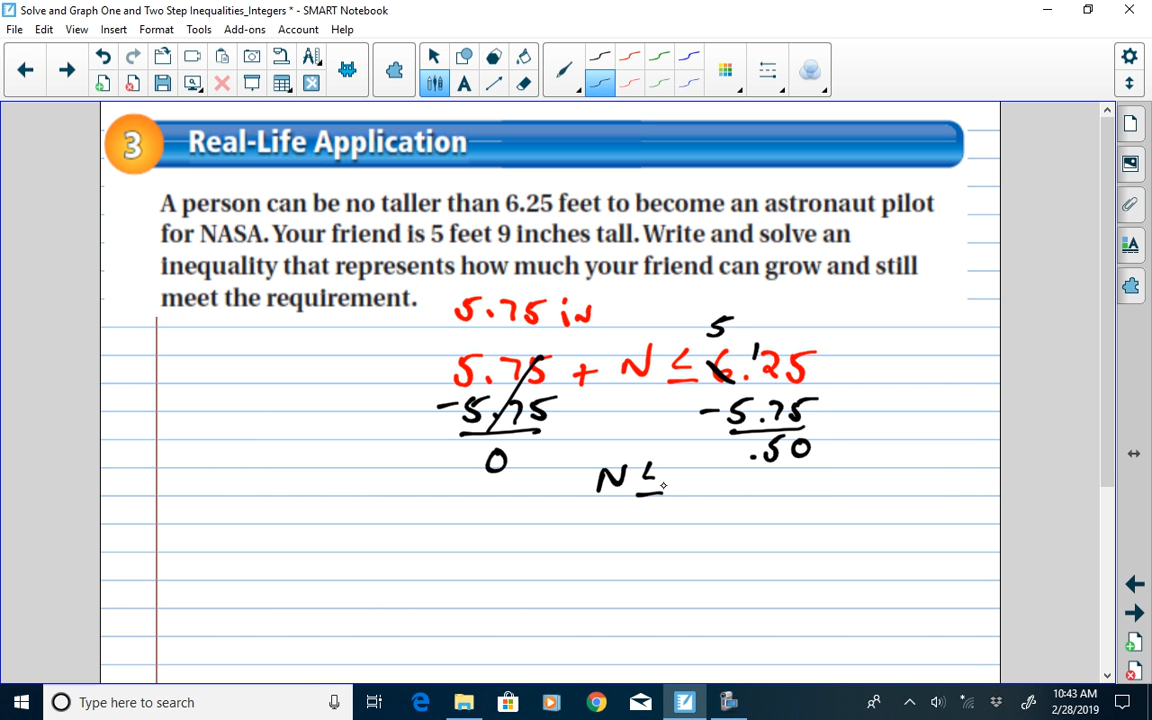 Solve and Graph One and Two Step Inequalities_Integers * - SMART Notebook
File Edit View Insert Format Tools Add-ons Account Help
3 Real-Life Application
A person can be no taller than 6.25 feet to become an astronaut pilot
for NASA. Your friend is 5 feet 9 inches tall. Write and solve an
inequality that represents how much your friend can grow and still
meet the requirement.
5.75 in
5
5.75 + N ≤ 6.125
-5.75 -5.75
0 .50
N ≤
Type here to search
10:43 AM
2/28/2019